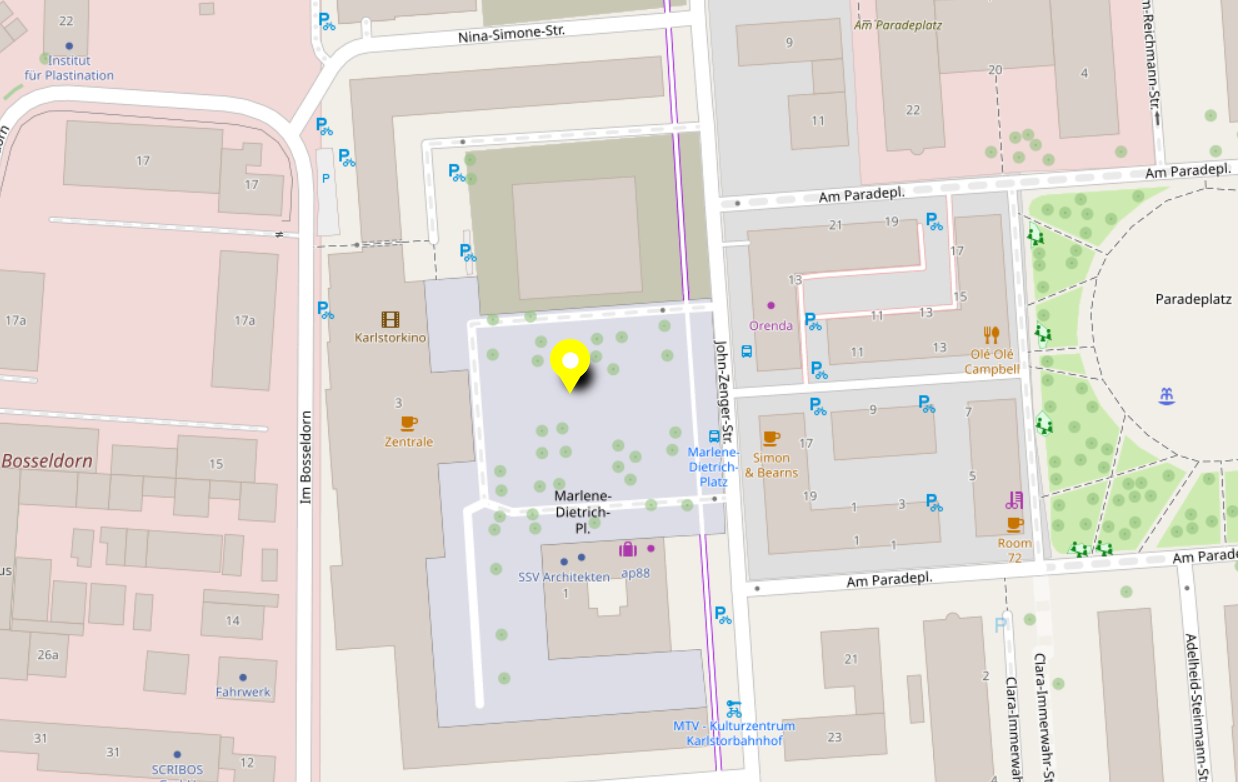 22
Institut
für Plastination
Nina-Simone-Str.
9
11
Am Paradeplatz
20
22
4
m-Reichmann-Str.
17
17
P
Am Paradepl.
Am Paradepl.
21
19
17
13
15
Orenda
11
13
11
13
Olé Olé
Campbell
Paradeplatz
17a
17a
Karlstorkino
John-Zenger-Str.
3
Zentrale
Im Bosseldorn
Bosseldorn
15
Marlene-
Dietrich-
Platz
Simon
& Bearns
17
9
7
5
19
1
3
1
1
Room
72
Marlene-
Dietrich-
Pl.
SSV Architekten
ap88
1
Am Paradepl.
Am Parade
14
26a
Fahrwerk
P
21
2
23
MTV - Kulturzentrum
Karlstorbahnhof
Clara-Immerwah
Clara-Immerwahr-St
Adelheid-Steinmann-St
31
31
12
SCRIBOS